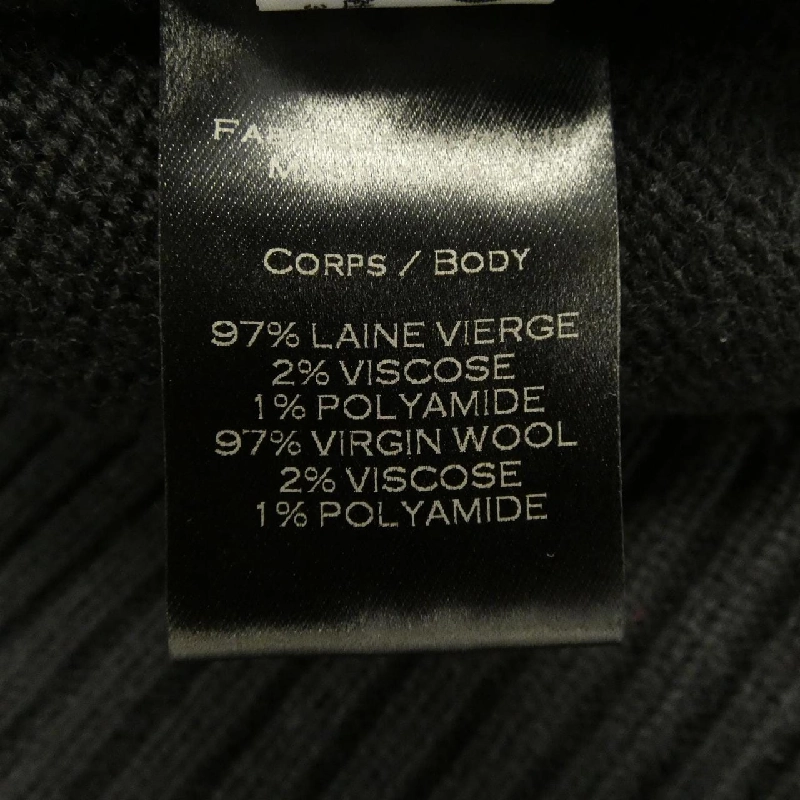 CORPS / BODY
97% LAINE VIERGE
2% VISCOSE
1% POLYAMIDE
97% VIRGIN WOOL
2% VISCOSE
1% POLYAMIDE